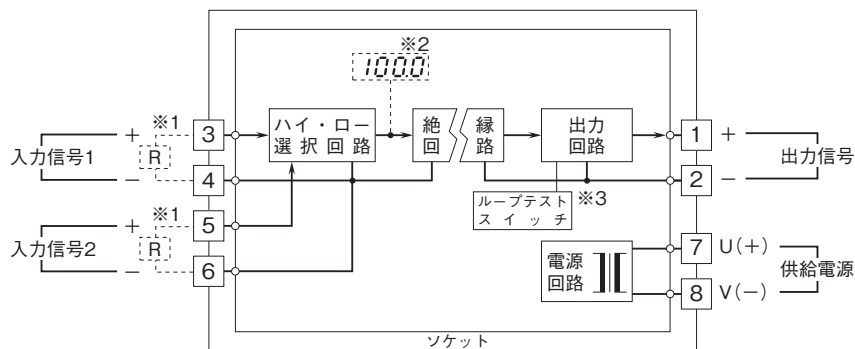 ※2
100.0
※1
入力信号1
+
−
R
3
4
ハイ・ロー
選択回路
絶 縁
回 路
出力
回路
1
2
+
−
出力信号
ループテスト
スイッチ
※3
※1
入力信号2
+
−
R
5
6
電源
回路
7
8
U(+)
V(−)
供給電源
ソケット